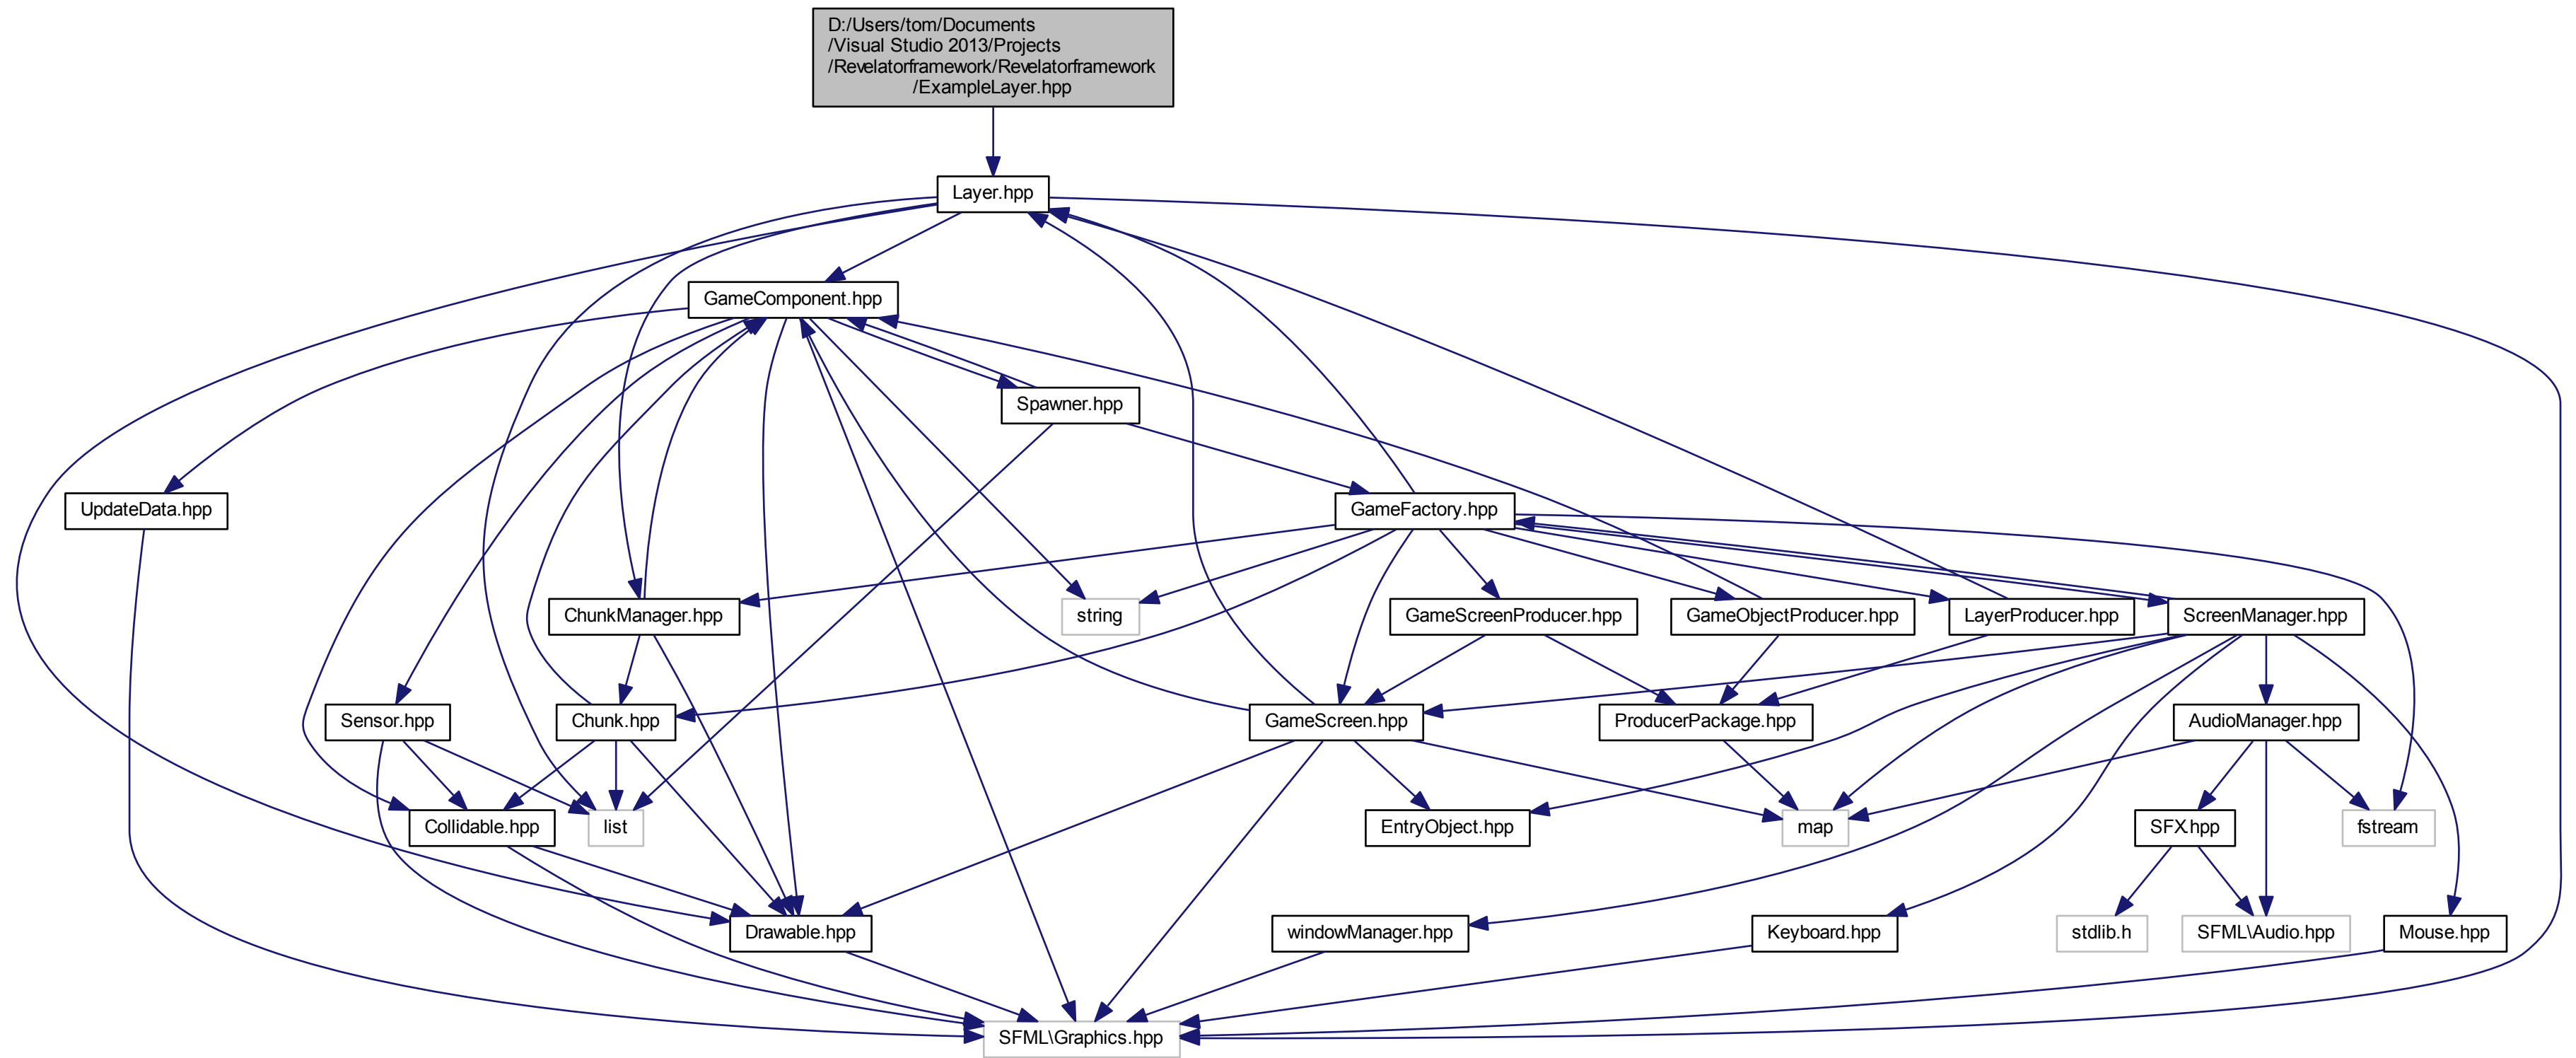 D:/Users/tom/Documents
/Visual Studio 2013/Projects
/Revelatorframework/Revelatorframework
/ExampleLayer.hpp
Layer.hpp
GameComponent.hpp
Spawner.hpp
UpdateData.hpp
GameFactory.hpp
ChunkManager.hpp
string
GameScreenProducer.hpp
GameObjectProducer.hpp
LayerProducer.hpp
ScreenManager.hpp
Sensor.hpp
Chunk.hpp
GameScreen.hpp
ProducerPackage.hpp
AudioManager.hpp
Collidable.hpp
list
EntryObject.hpp
map
SFX.hpp
fstream
Drawable.hpp
windowManager.hpp
Keyboard.hpp
stdlib.h
SFML\Audio.hpp
Mouse.hpp
SFML\Graphics.hpp